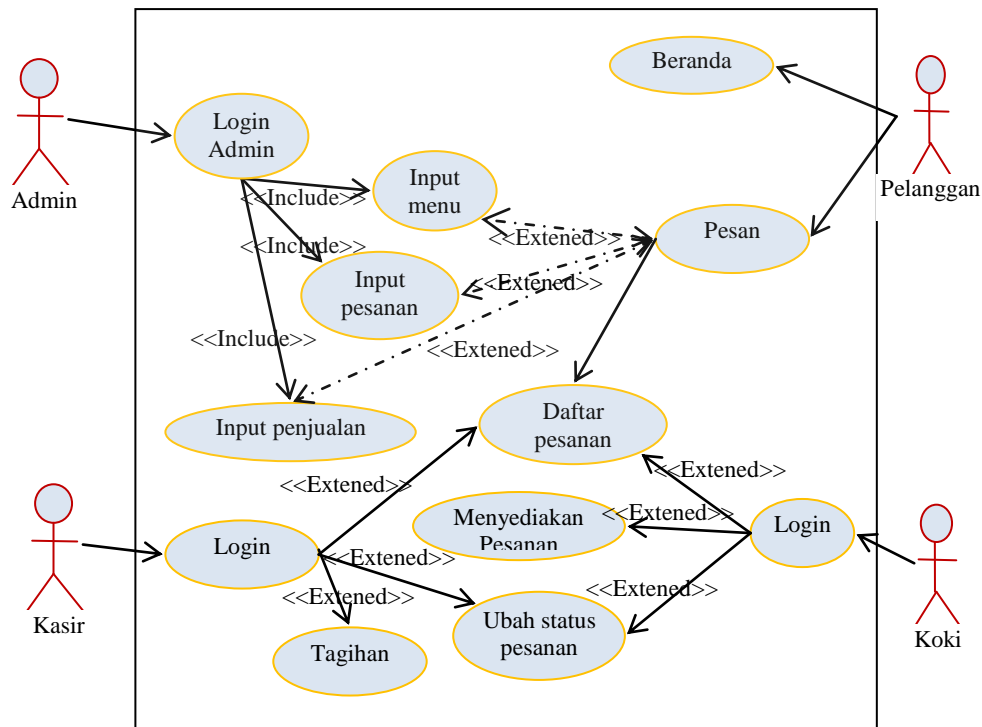 Beranda
Login
Admin
Admin
Pelanggan
Input
menu
<<Include>>
Pesan
<<Extened>>
<<Include>>
Input
pesanan
<<Extened>>
<<Include>>
<<Extened>>
Input penjualan
Daftar
pesanan
<<Extened>>
<<Extened>>
Menyediakan
Pesanan
<<Extened>>
Login
Login
<<Extened>>
<<Extened>>
<<Extened>>
Kasir
Ubah status
pesanan
Koki
Tagihan